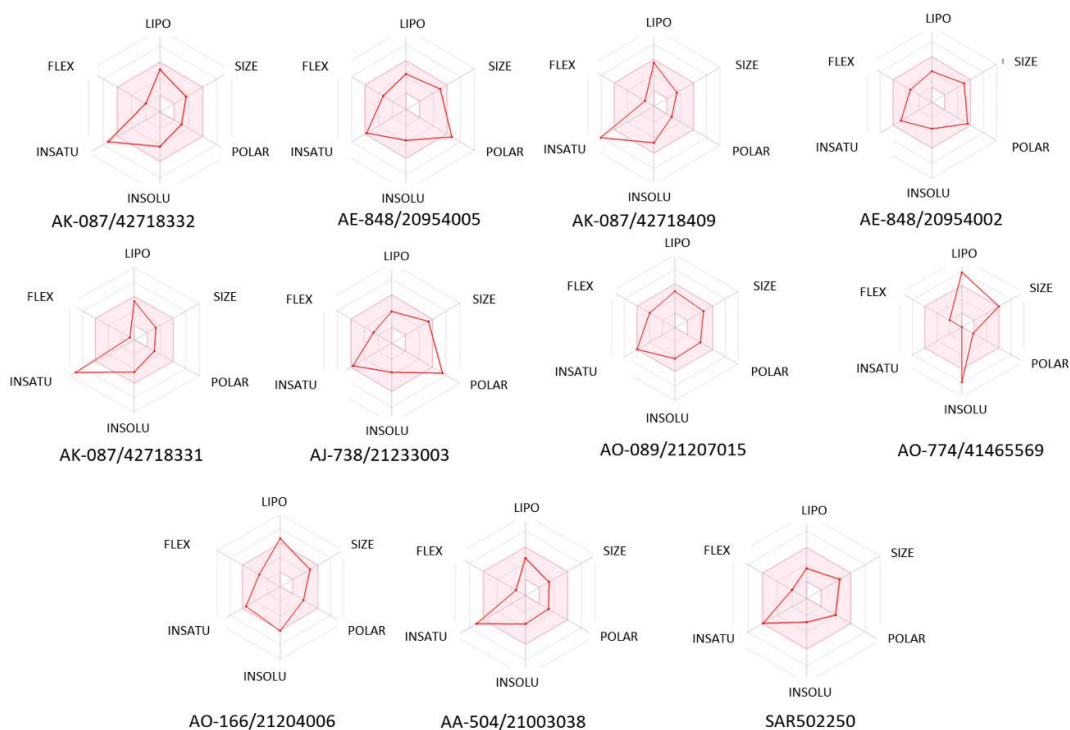 LIPO
FLEX
SIZE
INSATU
POLAR
INSOLU
AK-087/42718332
LIPO
SIZE
INSATU
POLAR
INSOLU
AE-848/20954005
LIPO
FLEX
SIZE
INSATU
POLAR
INSOLU
AK-087/42718409
LIPO
FLEX
SIZE
INSATU
POLAR
INSOLU
AE-848/20954002
LIPO
FLEX
SIZE
INSATU
POLAR
INSOLU
AK-087/42718331
LIPO
FLEX
SIZE
INSATU
POLAR
INSOLU
AJ-738/21233003
LIPO
FLEX
SIZE
INSATU
POLAR
INSOLU
AO-089/21207015
LIPO
FLEX
SIZE
INSATU
POLAR
INSOLU
AO-774/41465569
LIPO
FLEX
SIZE
INSATU
POLAR
INSOLU
AO-166/21204006
LIPO
FLEX
SIZE
INSATU
POLAR
INSOLU
AA-504/21003038
LIPO
FLEX
SIZE
INSATU
POLAR
INSOLU
SAR502250